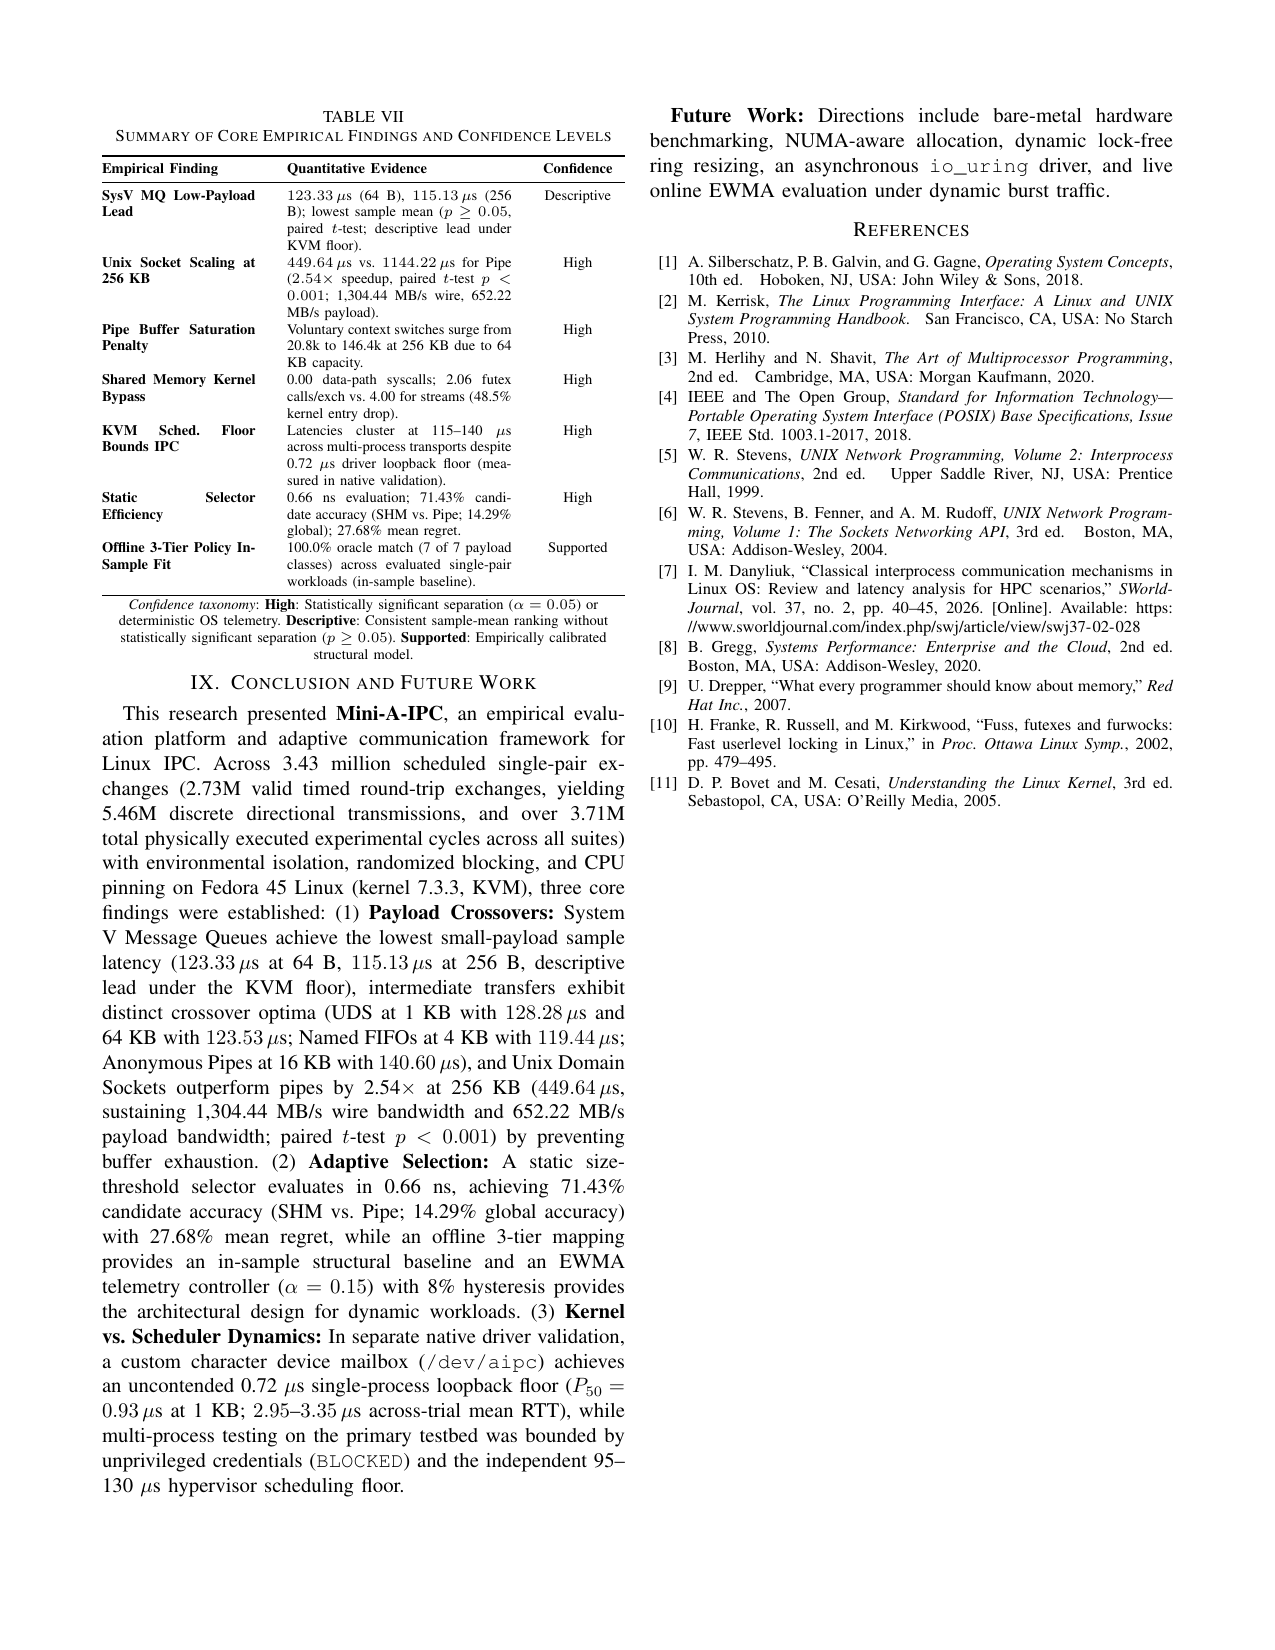 TABLE VII
SUMMARY OF CORE EMPIRICAL FINDINGS AND CONFIDENCE LEVELS
Empirical Finding Quantitative Evidence Confidence
SysV MQ Low-Payload 123.33 μs (64 B), 115.13 μs (256 Descriptive
Lead B); lowest sample mean (p ≥ 0.05,
paired t-test; descriptive lead under
KVM floor).
Unix Socket Scaling at 449.64 μs vs. 1144.22 μs for Pipe High
256 KB (2.54× speedup, paired t-test p <
0.001; 1,304.44 MB/s wire, 652.22
MB/s payload).
Pipe Buffer Saturation Voluntary context switches surge from High
Penalty 20.8k to 146.4k at 256 KB due to 64
KB capacity.
Shared Memory Kernel 0.00 data-path syscalls; 2.06 futex High
Bypass calls/exch vs. 4.00 for streams (48.5%
kernel entry drop).
KVM Sched. Floor Latencies cluster at 115–140 μs High
Bounds IPC across multi-process transports despite
0.72 μs driver loopback floor (mea-
sured in native validation).
Static Selector 0.66 ns evaluation; 71.43% candi- High
Efficiency date accuracy (SHM vs. Pipe; 14.29%
global); 27.68% mean regret.
Offline 3-Tier Policy In- 100.0% oracle match (7 of 7 payload Supported
Sample Fit classes) across evaluated single-pair
workloads (in-sample baseline).
Confidence taxonomy: High: Statistically significant separation (α = 0.05) or
deterministic OS telemetry. Descriptive: Consistent sample-mean ranking without
statistically significant separation (p ≥ 0.05). Supported: Empirically calibrated
structural model.
IX. CONCLUSION AND FUTURE WORK
This research presented Mini-A-IPC, an empirical evalu-
ation platform and adaptive communication framework for
Linux IPC. Across 3.43 million scheduled single-pair ex-
changes (2.73M valid timed round-trip exchanges, yielding
5.46M discrete directional transmissions, and over 3.71M
total physically executed experimental cycles across all suites)
with environmental isolation, randomized blocking, and CPU
pinning on Fedora 45 Linux (kernel 7.3.3, KVM), three core
findings were established: (1) Payload Crossovers: System
V Message Queues achieve the lowest small-payload sample
latency (123.33 μs at 64 B, 115.13 μs at 256 B, descriptive
lead under the KVM floor), intermediate transfers exhibit
distinct crossover optima (UDS at 1 KB with 128.28 μs and
64 KB with 123.53 μs; Named FIFOs at 4 KB with 119.44 μs;
Anonymous Pipes at 16 KB with 140.60 μs), and Unix Domain
Sockets outperform pipes by 2.54× at 256 KB (449.64 μs,
sustaining 1,304.44 MB/s wire bandwidth and 652.22 MB/s
payload bandwidth; paired t-test p < 0.001) by preventing
buffer exhaustion. (2) Adaptive Selection: A static size-
threshold selector evaluates in 0.66 ns, achieving 71.43%
candidate accuracy (SHM vs. Pipe; 14.29% global accuracy)
with 27.68% mean regret, while an offline 3-tier mapping
provides an in-sample structural baseline and an EWMA
telemetry controller (α = 0.15) with 8% hysteresis provides
the architectural design for dynamic workloads. (3) Kernel
vs. Scheduler Dynamics: In separate native driver validation,
a custom character device mailbox (/dev/aipc) achieves
an uncontended 0.72 μs single-process loopback floor (P50 =
0.93 μs at 1 KB; 2.95–3.35 μs across-trial mean RTT), while
multi-process testing on the primary testbed was bounded by
unprivileged credentials (BLOCKED) and the independent 95–
130 μs hypervisor scheduling floor.
Future Work: Directions include bare-metal hardware
benchmarking, NUMA-aware allocation, dynamic lock-free
ring resizing, an asynchronous io_uring driver, and live
online EWMA evaluation under dynamic burst traffic.
REFERENCES
[1] A. Silberschatz, P. B. Galvin, and G. Gagne, Operating System Concepts,
10th ed. Hoboken, NJ, USA: John Wiley & Sons, 2018.
[2] M. Kerrisk, The Linux Programming Interface: A Linux and UNIX
System Programming Handbook. San Francisco, CA, USA: No Starch
Press, 2010.
[3] M. Herlihy and N. Shavit, The Art of Multiprocessor Programming,
2nd ed. Cambridge, MA, USA: Morgan Kaufmann, 2020.
[4] IEEE and The Open Group, Standard for Information Technology—
Portable Operating System Interface (POSIX) Base Specifications, Issue
7, IEEE Std. 1003.1-2017, 2018.
[5] W. R. Stevens, UNIX Network Programming, Volume 2: Interprocess
Communications, 2nd ed. Upper Saddle River, NJ, USA: Prentice
Hall, 1999.
[6] W. R. Stevens, B. Fenner, and A. M. Rudoff, UNIX Network Program-
ming, Volume 1: The Sockets Networking API, 3rd ed. Boston, MA,
USA: Addison-Wesley, 2004.
[7] I. M. Danyliuk, “Classical interprocess communication mechanisms in
Linux OS: Review and latency analysis for HPC scenarios,” SWorld-
Journal, vol. 37, no. 2, pp. 40–45, 2026. [Online]. Available: https:
//www.sworldjournal.com/index.php/swj/article/view/swj37-02-028
[8] B. Gregg, Systems Performance: Enterprise and the Cloud, 2nd ed.
Boston, MA, USA: Addison-Wesley, 2020.
[9] U. Drepper, “What every programmer should know about memory,” Red
Hat Inc., 2007.
[10] H. Franke, R. Russell, and M. Kirkwood, “Fuss, futexes and furwocks:
Fast userlevel locking in Linux,” in Proc. Ottawa Linux Symp., 2002,
pp. 479–495.
[11] D. P. Bovet and M. Cesati, Understanding the Linux Kernel, 3rd ed.
Sebastopol, CA, USA: O’Reilly Media, 2005.